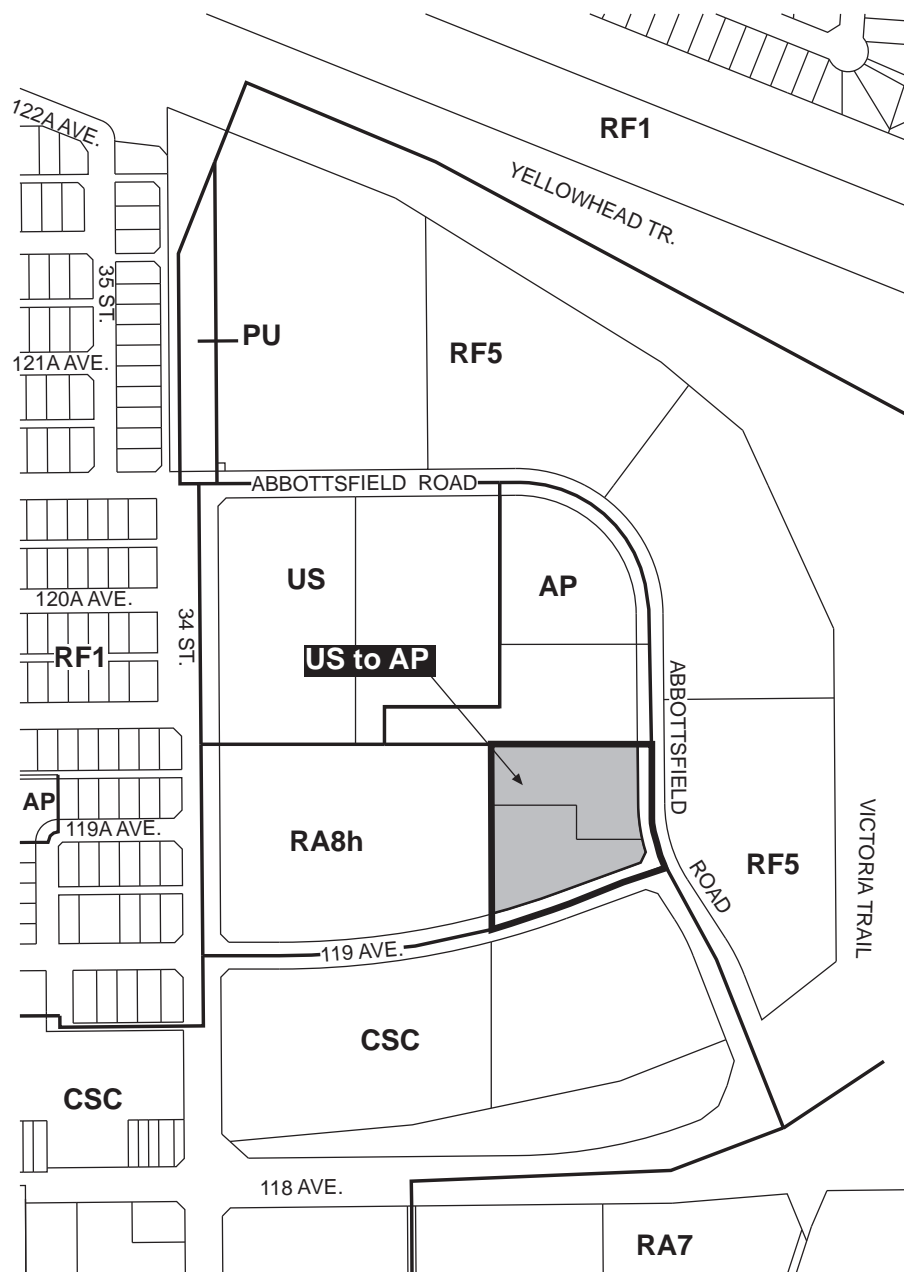 122A AVE.
RF1
YELLOWHEAD TR.
35 ST.
PU
RF5
121A AVE.
ABBOTTSFIELD ROAD
US
AP
120A AVE.
34 ST.
RF1
US to AP
ABBOTTSFIELD
ROAD
AP
119A AVE.
RA8h
RF5
VICTORIA TRAIL
119 AVE.
CSC
CSC
118 AVE.
RA7